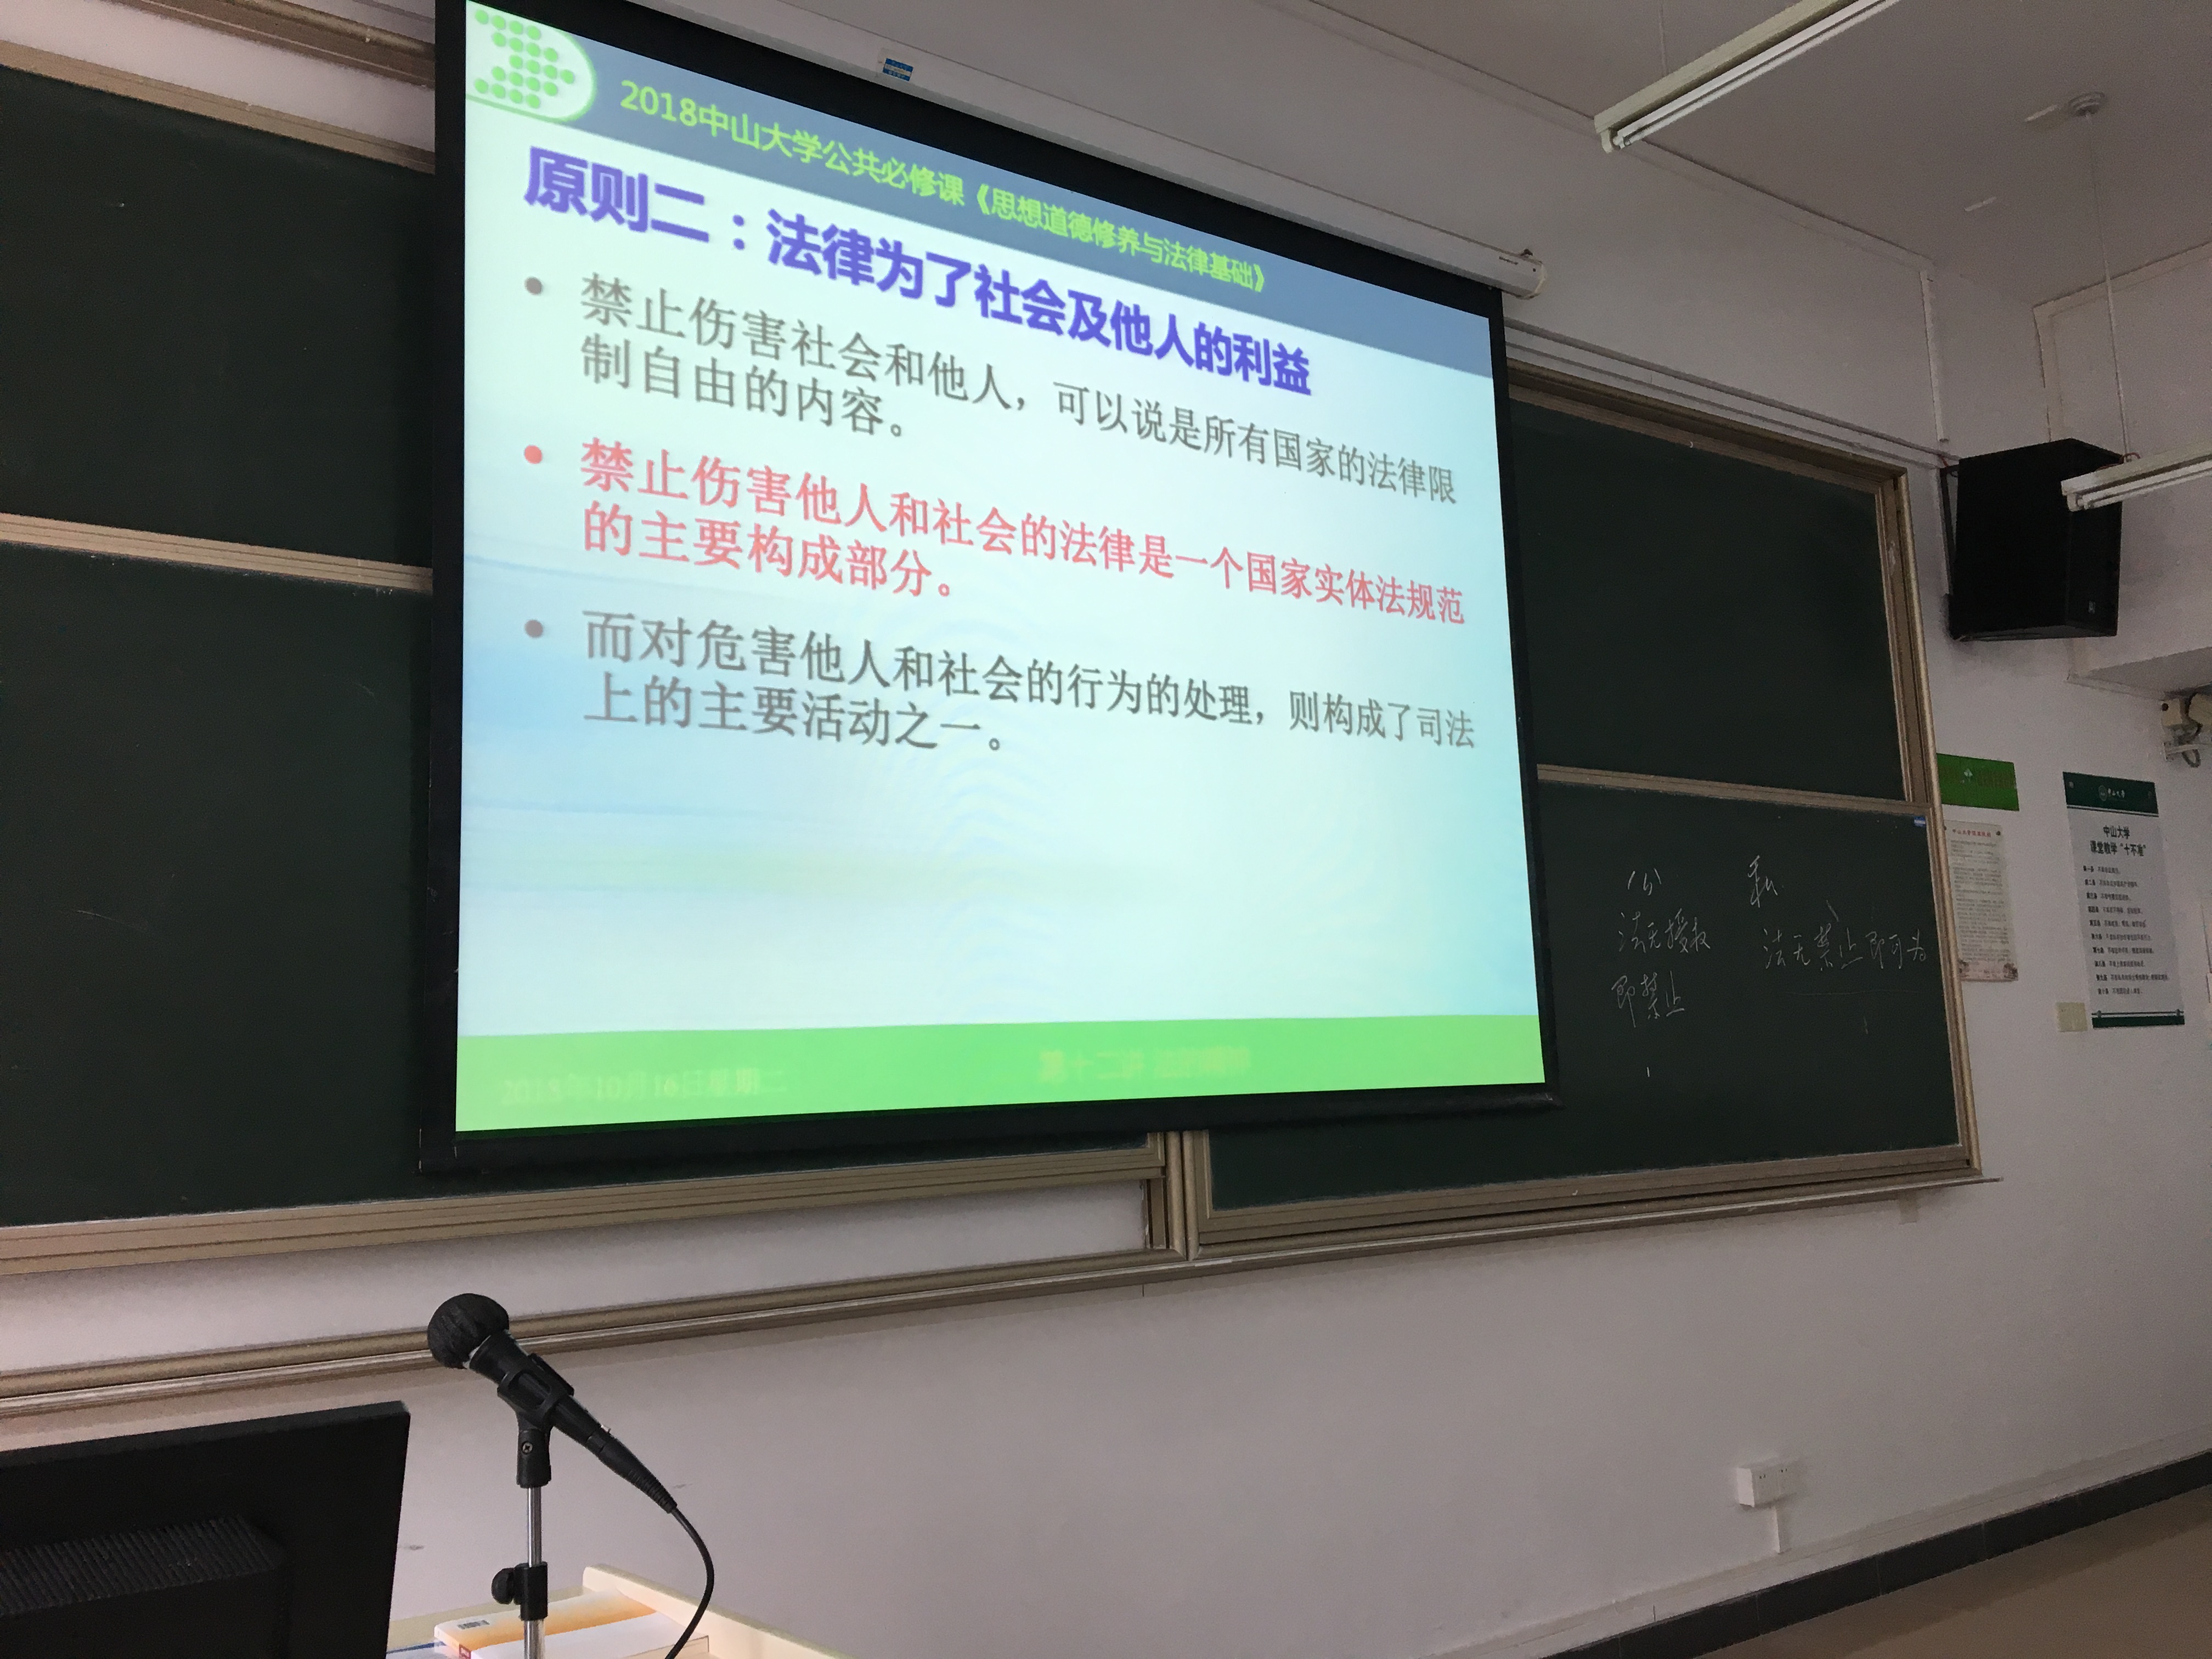 2018中山大学公共必修课《思想道德修养与法律基础》
原则二：法律为了社会及他人的利益
• 禁止伤害社会和他人，可以说是所有国家的法律限
制自由的内容。
• 禁止伤害他人和社会的法律是一个国家实体法规范
的主要构成部分。
• 而对危害他人和社会的行为的处理，则构成了司法
上的主要活动之一。
2018年10月16日星期二
第十二讲
公
法无授权
即禁止
私
法无禁止即可为
中山大学
中山大学
课堂教学“十不准”